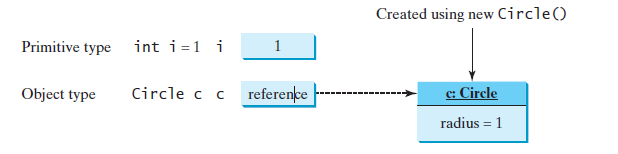 Created using new Circle()
Primitive type int i = 1 i 1
Object type Circle c c reference
c: Circle
radius = 1